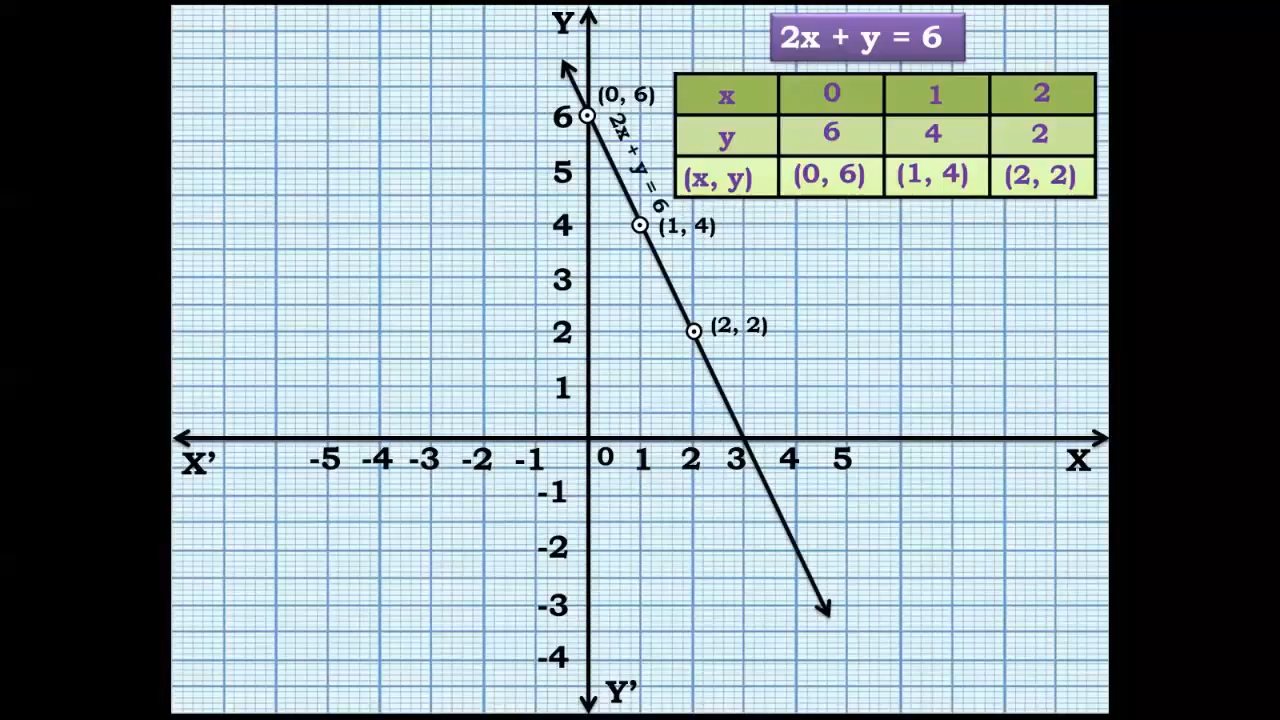 2x + y = 6
x 0 1 2
y 6 4 2
(x, y) (0, 6) (1, 4) (2, 2)
Y
(0, 6)
6
2x + y = 6
5
4
(1, 4)
3
2
(2, 2)
1
X' -5 -4 -3 -2 -1 0 1 2 3 4 5 X
-1
-2
-3
-4
Y'